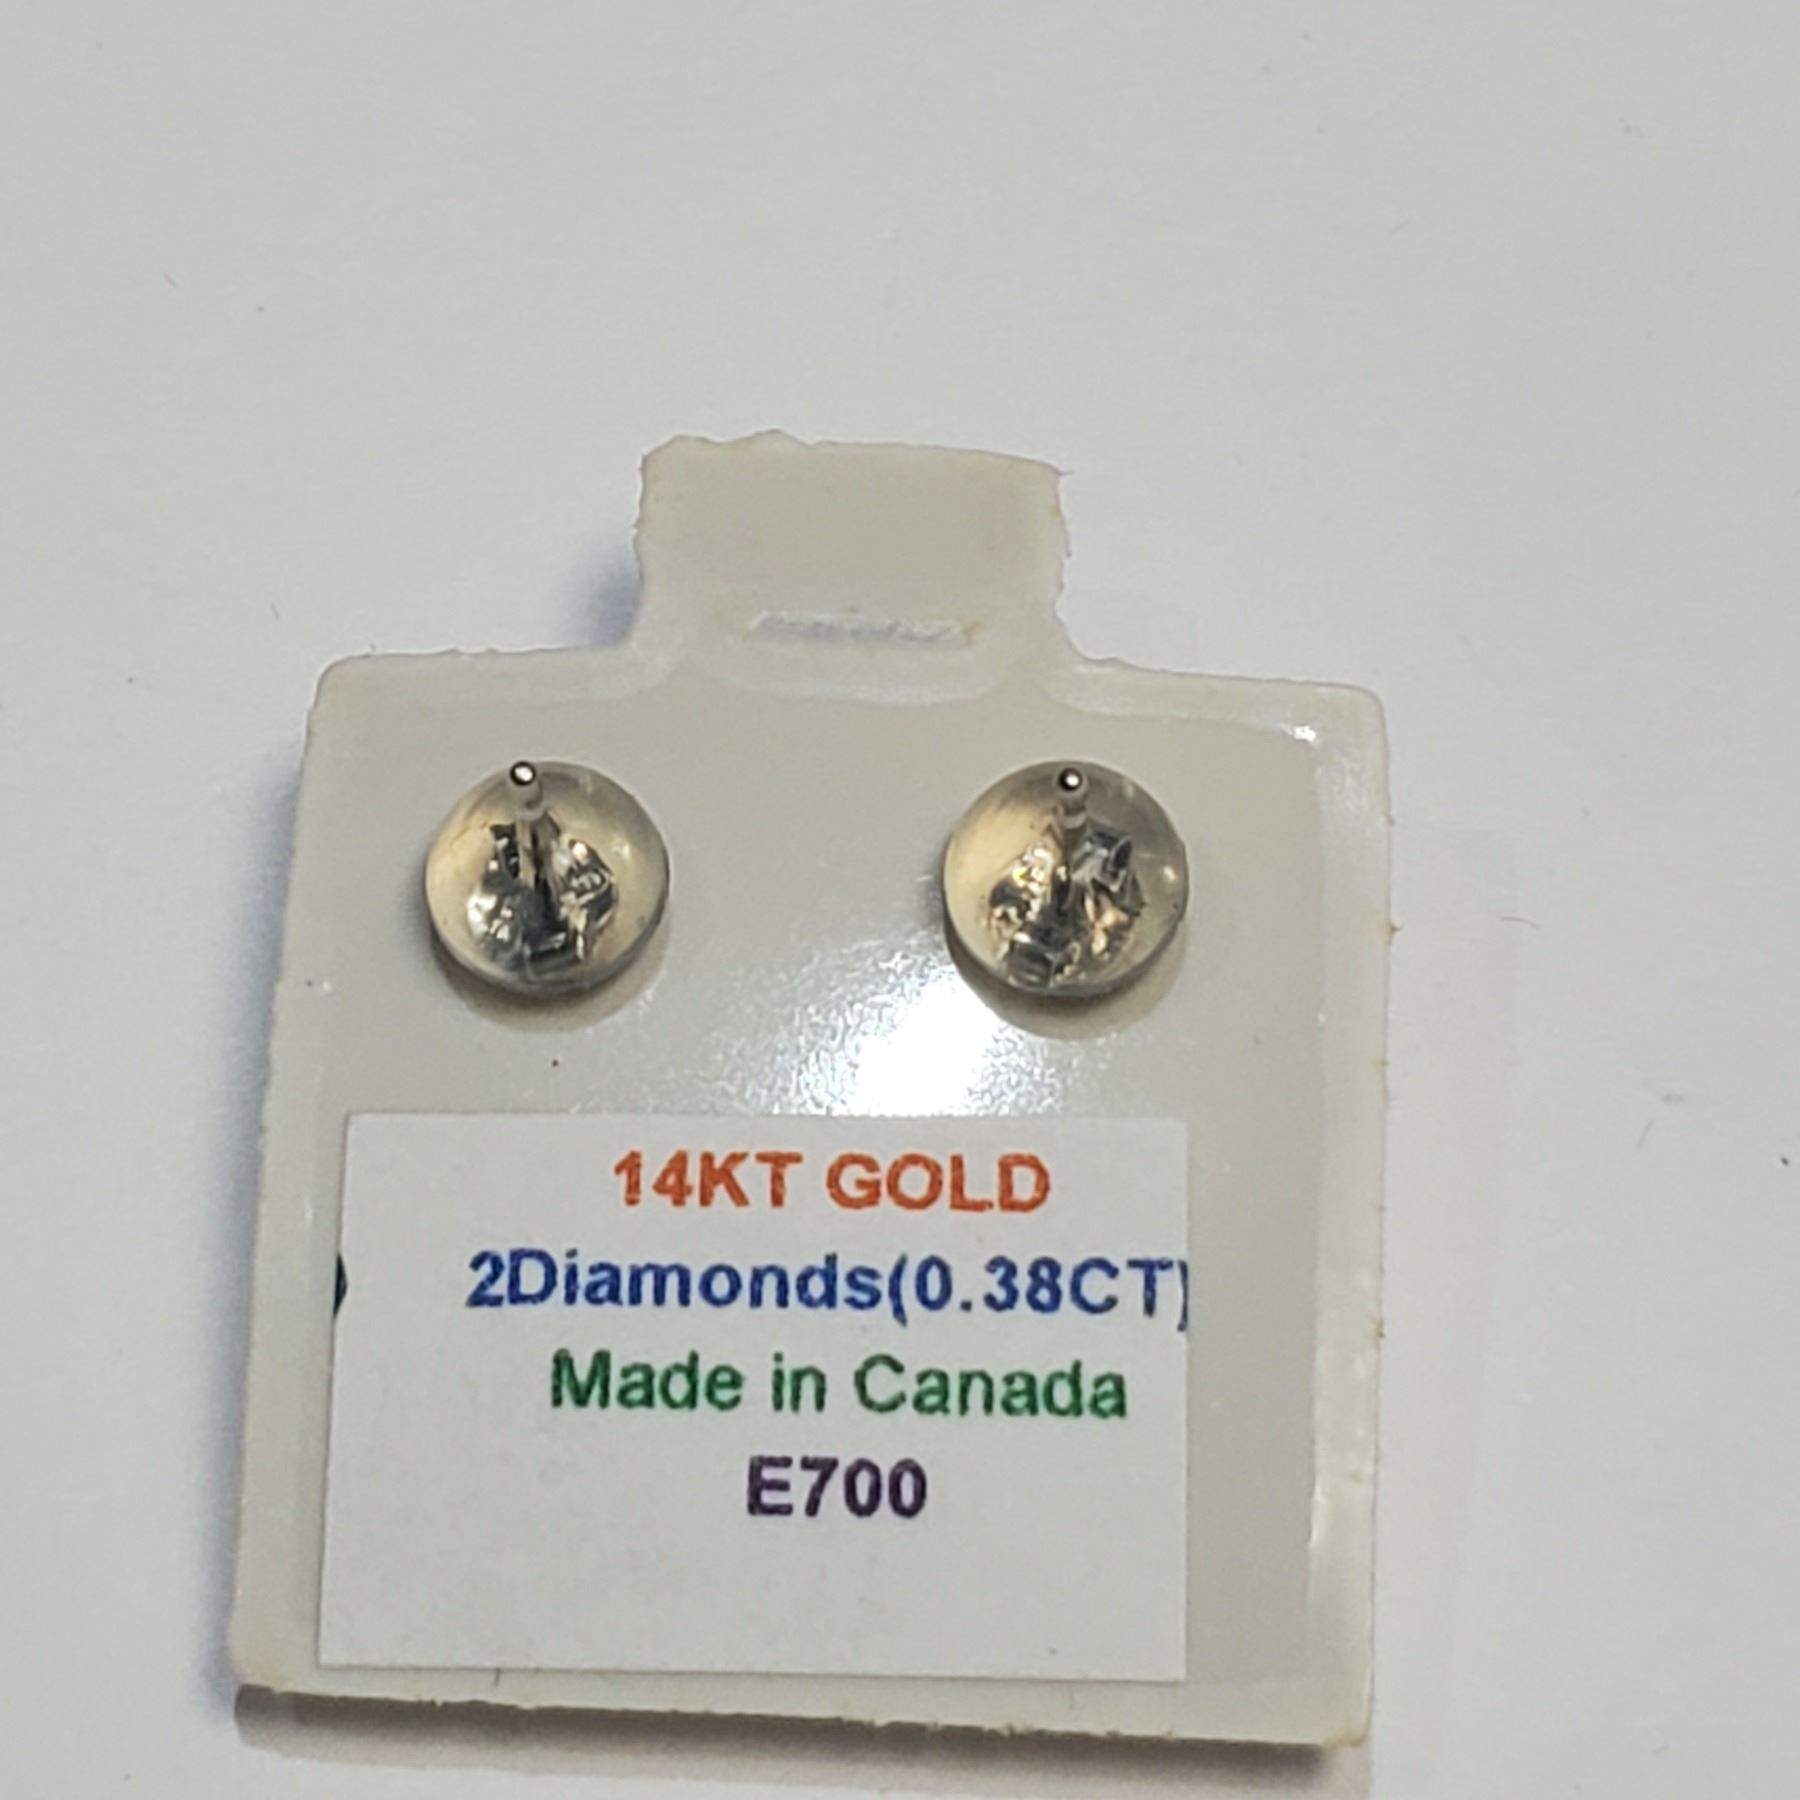 14KT GOLD
2Diamonds(0.38CT)
Made in Canada
E700